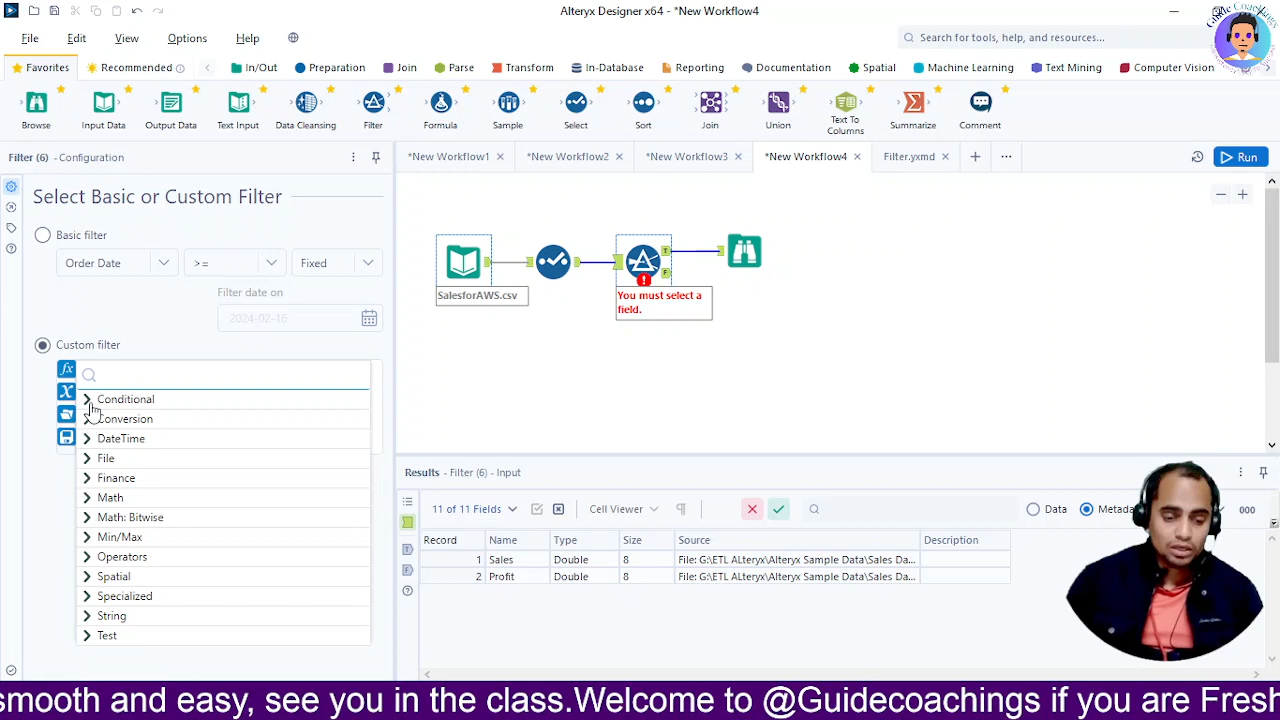 Alteryx Designer x64 - *New Workflow4
Guide Coachings
File Edit View Options Help
Search for tools, help, and resources...
Favorites Recommended In/Out Preparation Join Parse Transform In-Database Reporting Documentation Spatial Machine Learning Text Mining Computer Vision
Browse Input Data Output Data Text Input Data Cleansing Filter Formula Sample Select Sort Join Union Text To Columns Summarize Comment
Filter (6) - Configuration
*New Workflow1 *New Workflow2 *New Workflow3 *New Workflow4 Filter.yxmd
Run
Select Basic or Custom Filter
Basic filter
Order Date >= Fixed
Filter date on
2024-02-16
Custom filter
fx
X
Conditional
Conversion
DateTime
File
Finance
Math
Math: Bitwise
Min/Max
Operators
Spatial
Specialized
String
Test
SalesforAWS.csv
T
F
You must select a
field.
Results - Filter (6) - Input
11 of 11 Fields Cell Viewer Data Metada 000
Record Name Type Size Source Description
1 Sales Double 8 File: G:\ETL ALteryx\Alteryx Sample Data\Sales Da...
2 Profit Double 8 File: G:\ETL ALteryx\Alteryx Sample Data\Sales Da...
smooth and easy, see you in the class.Welcome to @Guidecoachings if you are Fresh